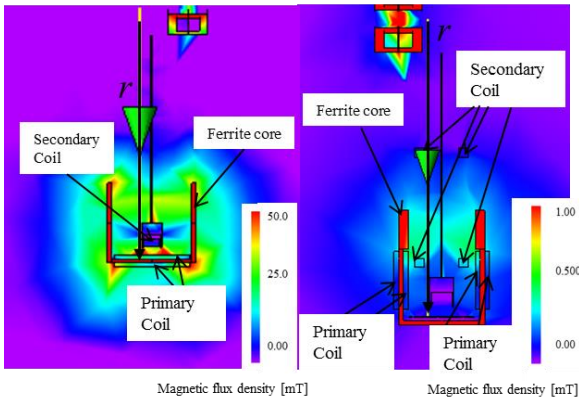 r
Secondary
Coil
Ferrite core
Primary
Coil
50.0
25.0
0.00
Magnetic flux density [mT]
r
Secondary
Coil
Ferrite core
Primary
Coil
Primary
Coil
1.00
0.500
0.00
Magnetic flux density [mT]